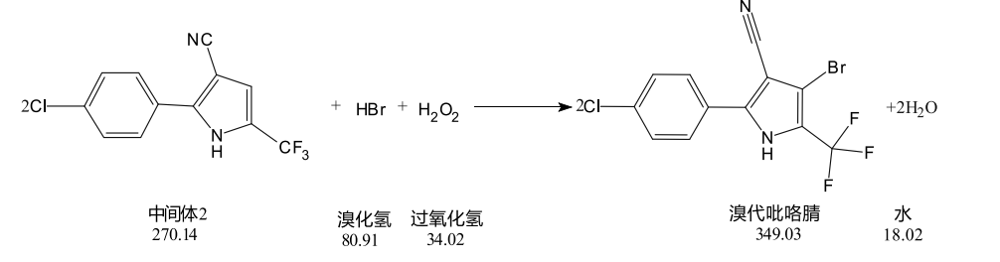 NC
2Cl
N
H
CF3
+ HBr + H2O2
N
Br
2Cl
N
H
F
F
F
+2H2O
中间体2
270.14
溴化氢
80.91
过氧化氢
34.02
溴代吡咯腈
349.03
水
18.02